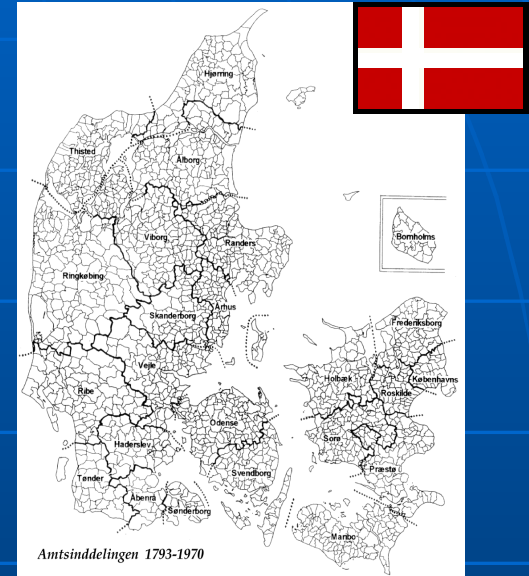 Hjørring
Thisted
Ålborg
Viborg
Randers
Bornholms
Ringkøbing
Skanderborg
Århus
Frederiksborg
Vejle
Holbæk
Københavns
Roskilde
Ribe
Odense
Sorø
Haderslev
Svendborg
Præstø
Tønder
Åbenrå
Sønderborg
Maribo
Amtsinddelingen 1793-1970